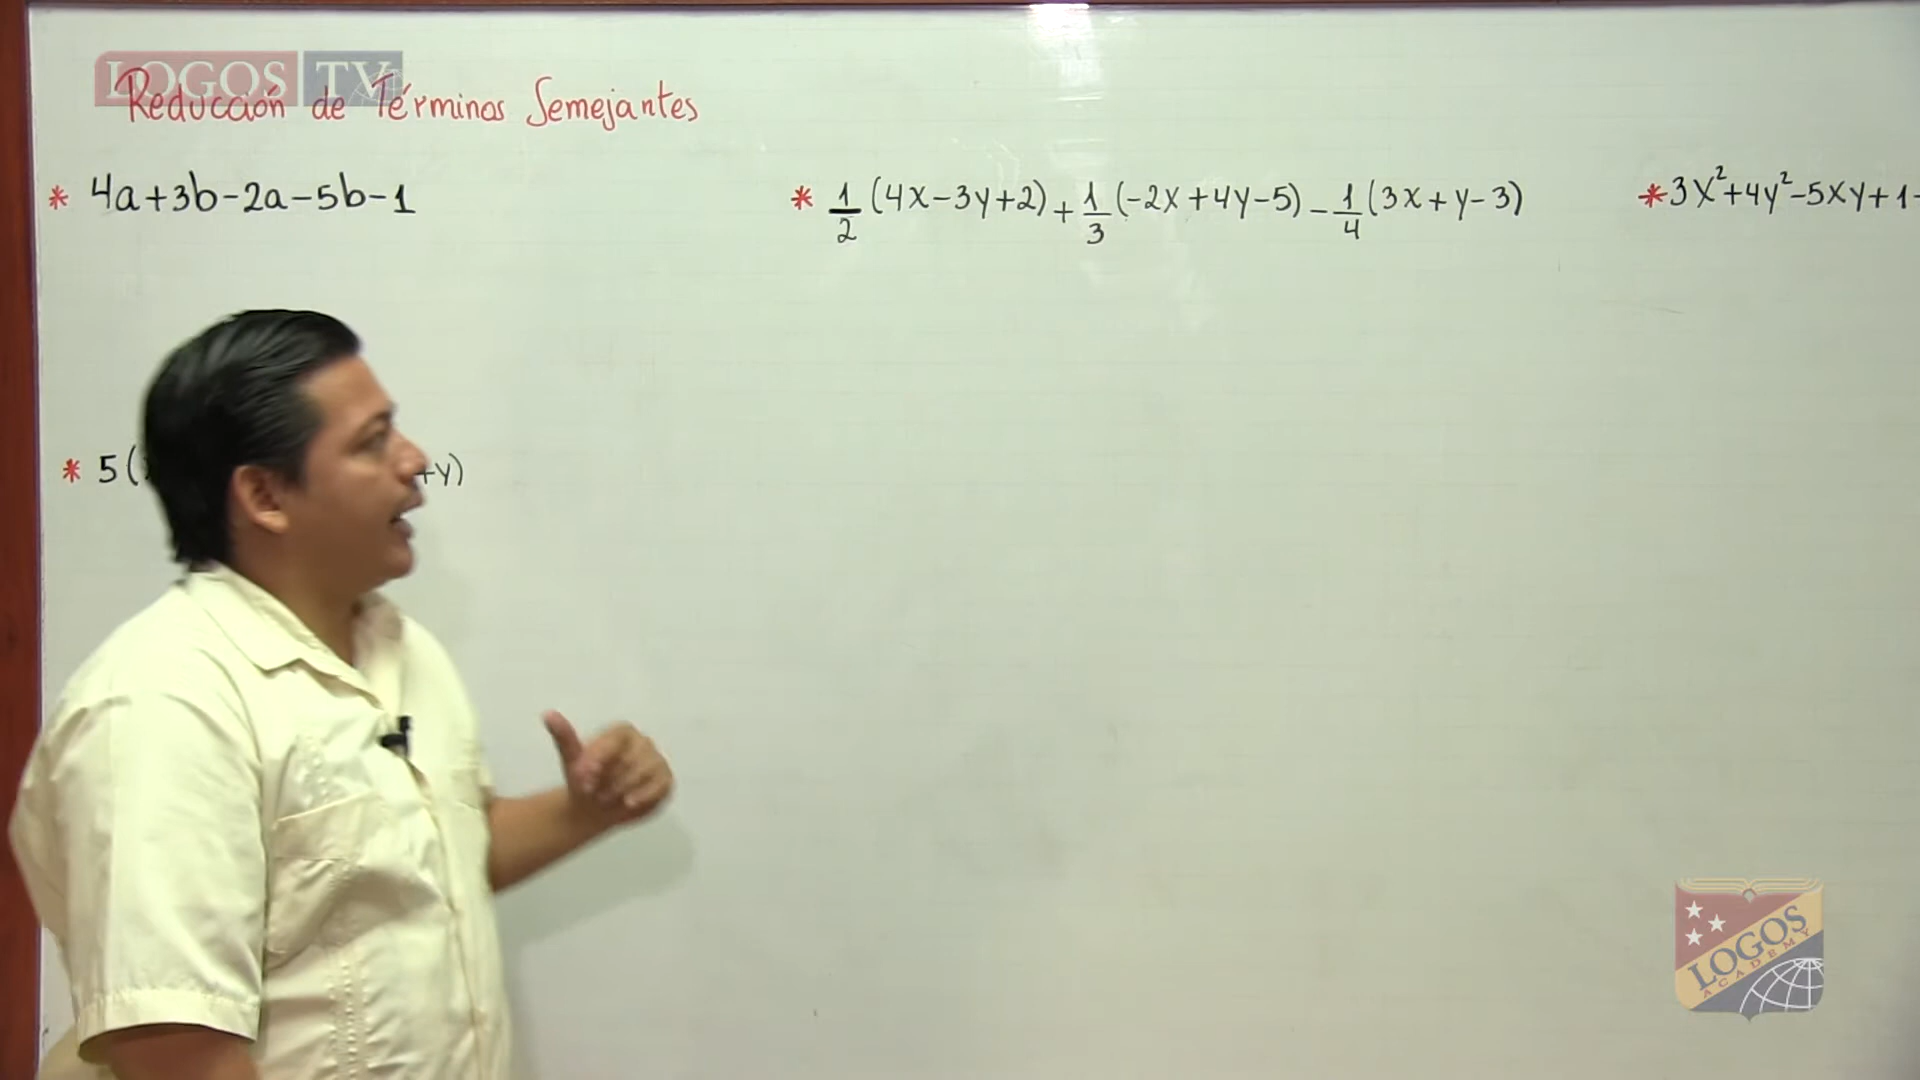 LOGOS TV
Reducción de Términos Semejantes
* 4a+3b-2a-5b-1
* 1/2 (4x-3y+2) + 1/3 (-2x+4y-5) - 1/4 (3x+y-3)
* 3x²+4y²-5xy+1-
* 5( +y)
LOGOS
ACADEMY